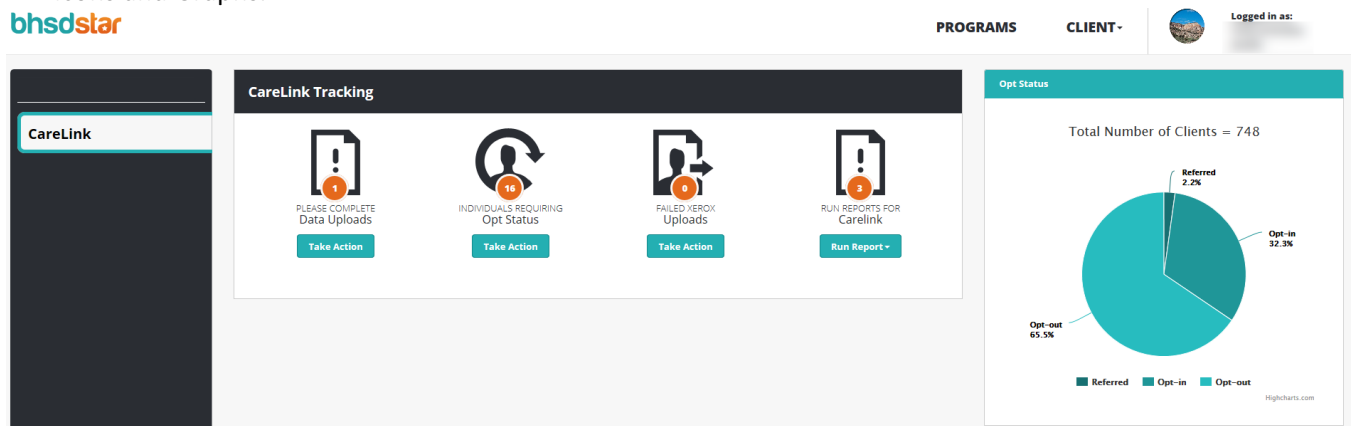 bhsdstar
PROGRAMS
CLIENT
Logged in as:
CareLink
CareLink Tracking
1
PLEASE COMPLETE
Data Uploads
Take Action
16
INDIVIDUALS REQUIRING
Opt Status
Take Action
0
FAILED XEROX
Uploads
Take Action
3
RUN REPORTS FOR
Carelink
Run Report
Opt Status
Total Number of Clients = 748
Referred
2.2%
Opt-in
32.3%
Opt-out
65.5%
Referred Opt-in Opt-out
Highcharts.com